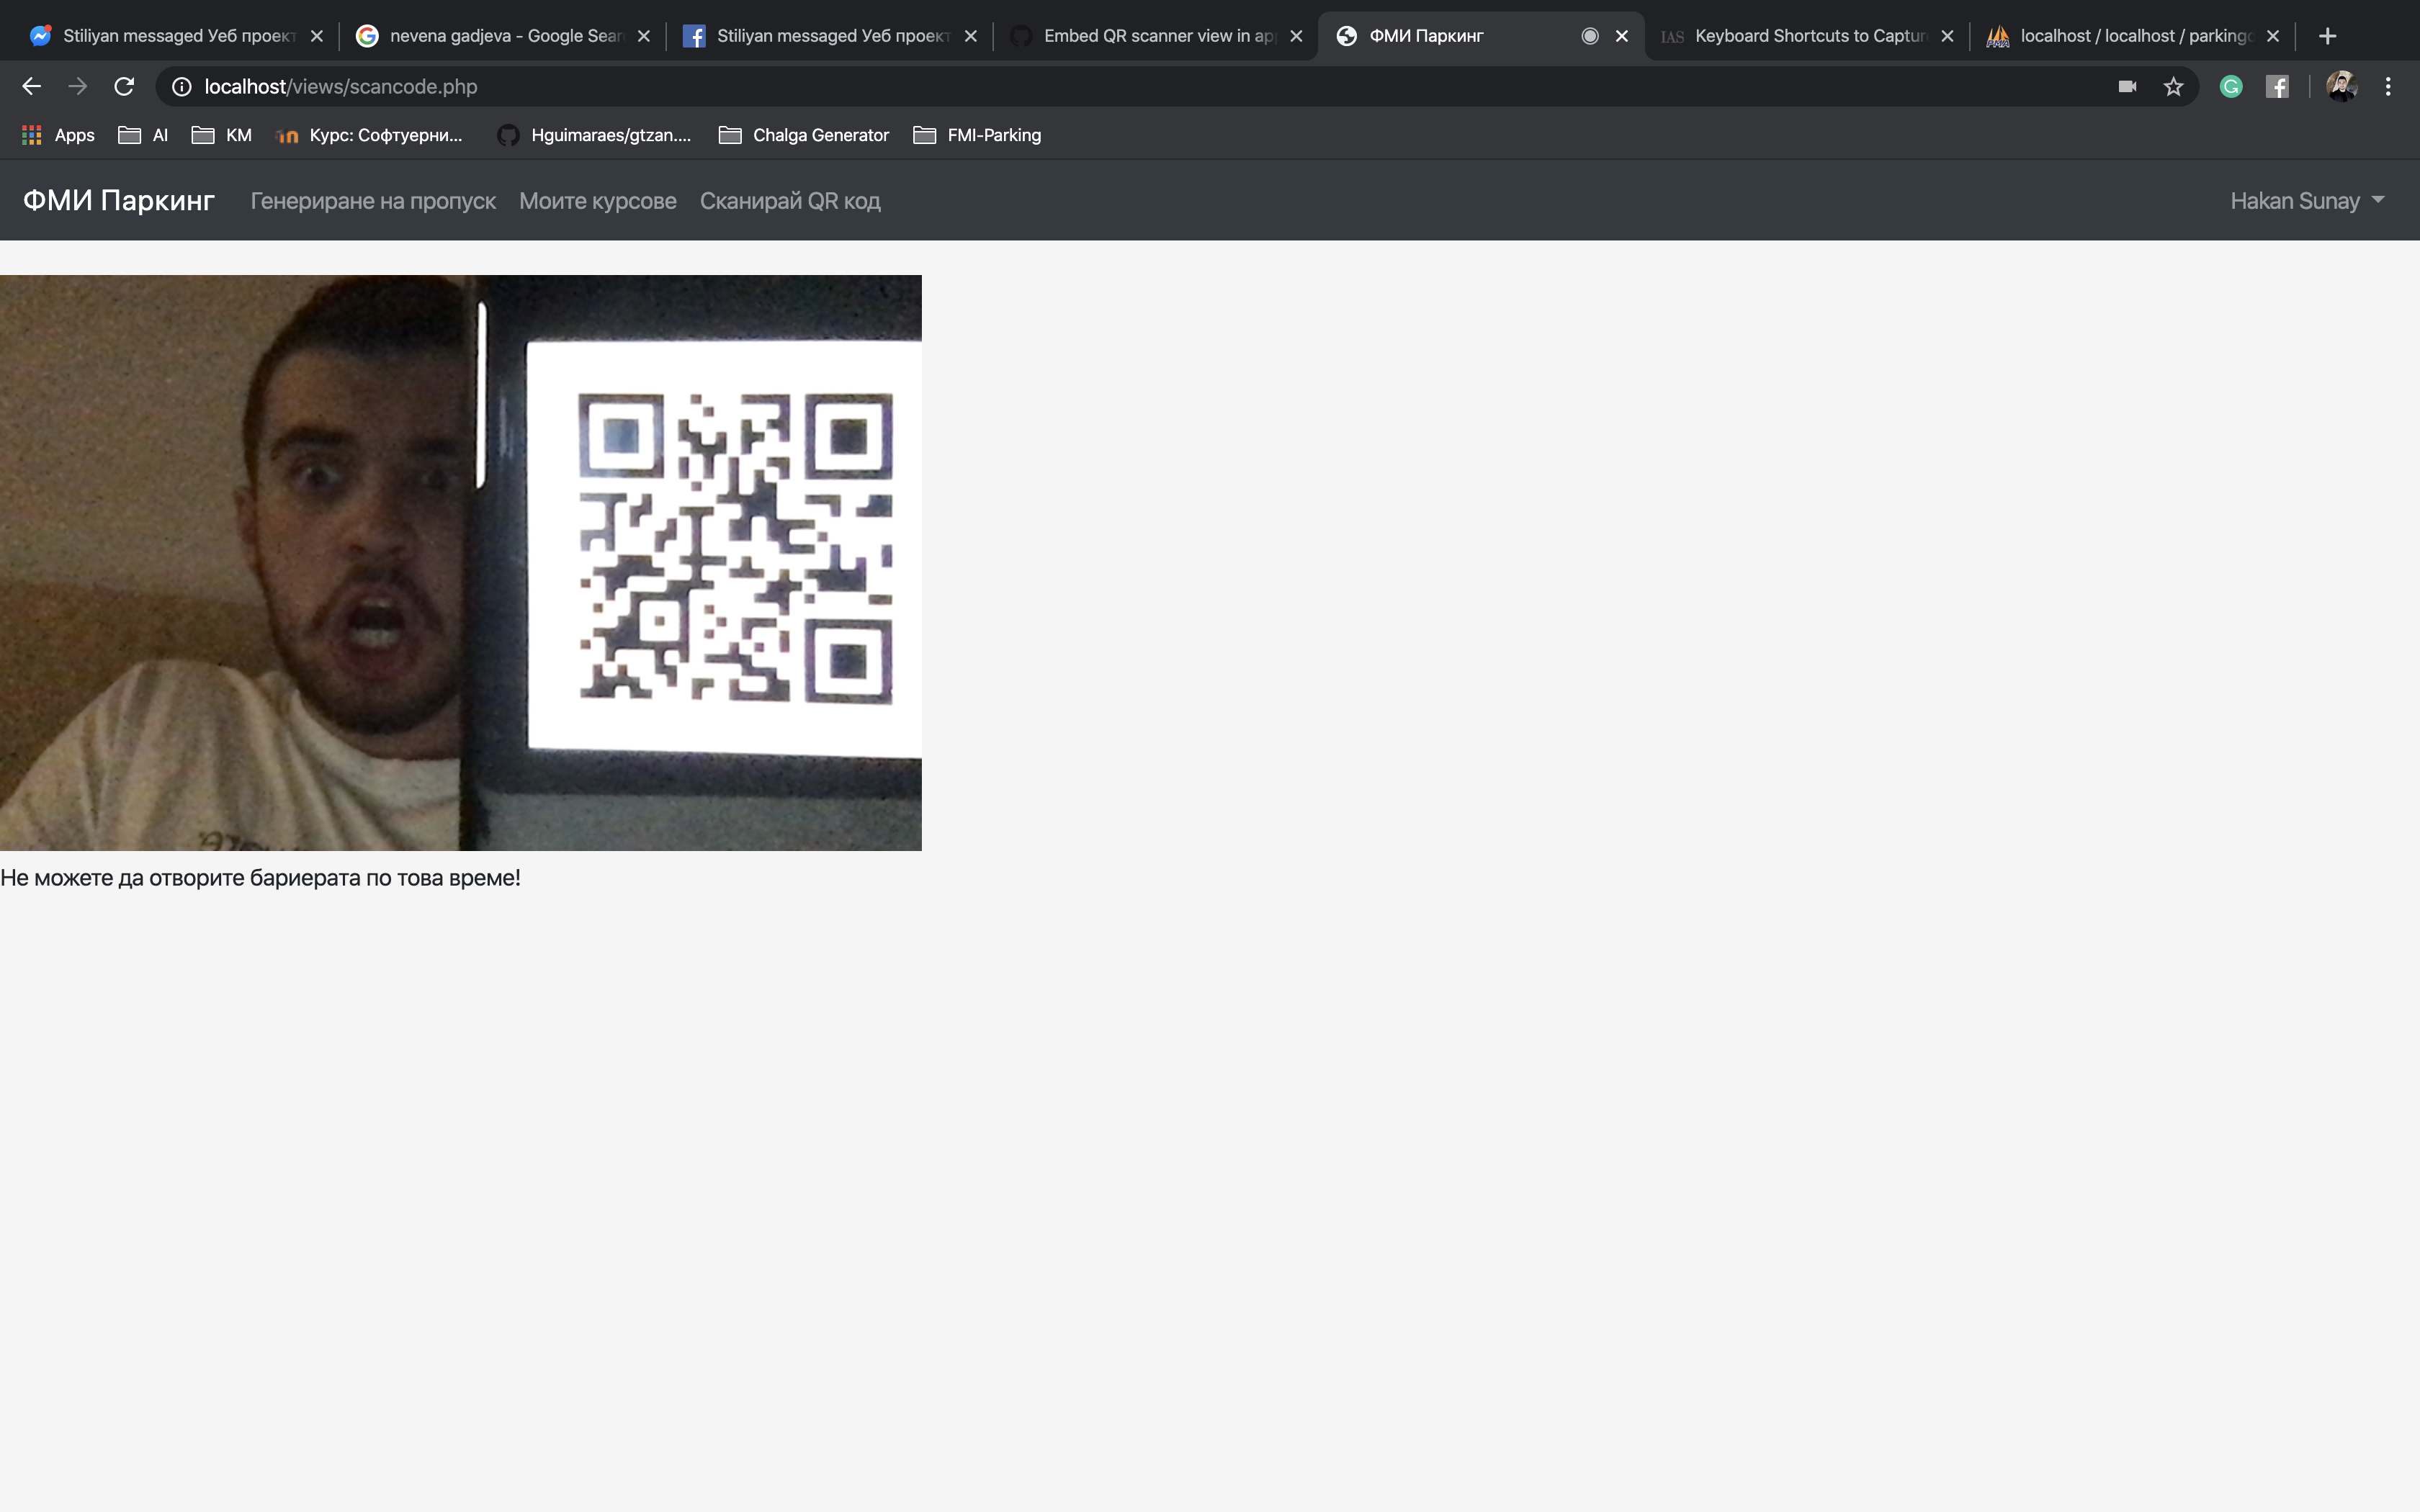 Stiliyan messaged Уеб проект
nevena gadjeva - Google Sear
Stiliyan messaged Уеб проект
Embed QR scanner view in ap
ФМИ Паркинг
IAS
Keyboard Shortcuts to Captur
localhost / localhost / parking
localhost/views/scancode.php
Apps
AI
KM
Курс: Софтуерни...
Hguimaraes/gtzan....
Chalga Generator
FMI-Parking
ФМИ Паркинг
Генериране на пропуск
Моите курсове
Сканирай QR код
Hakan Sunay
Не можете да отворите бариерата по това време!